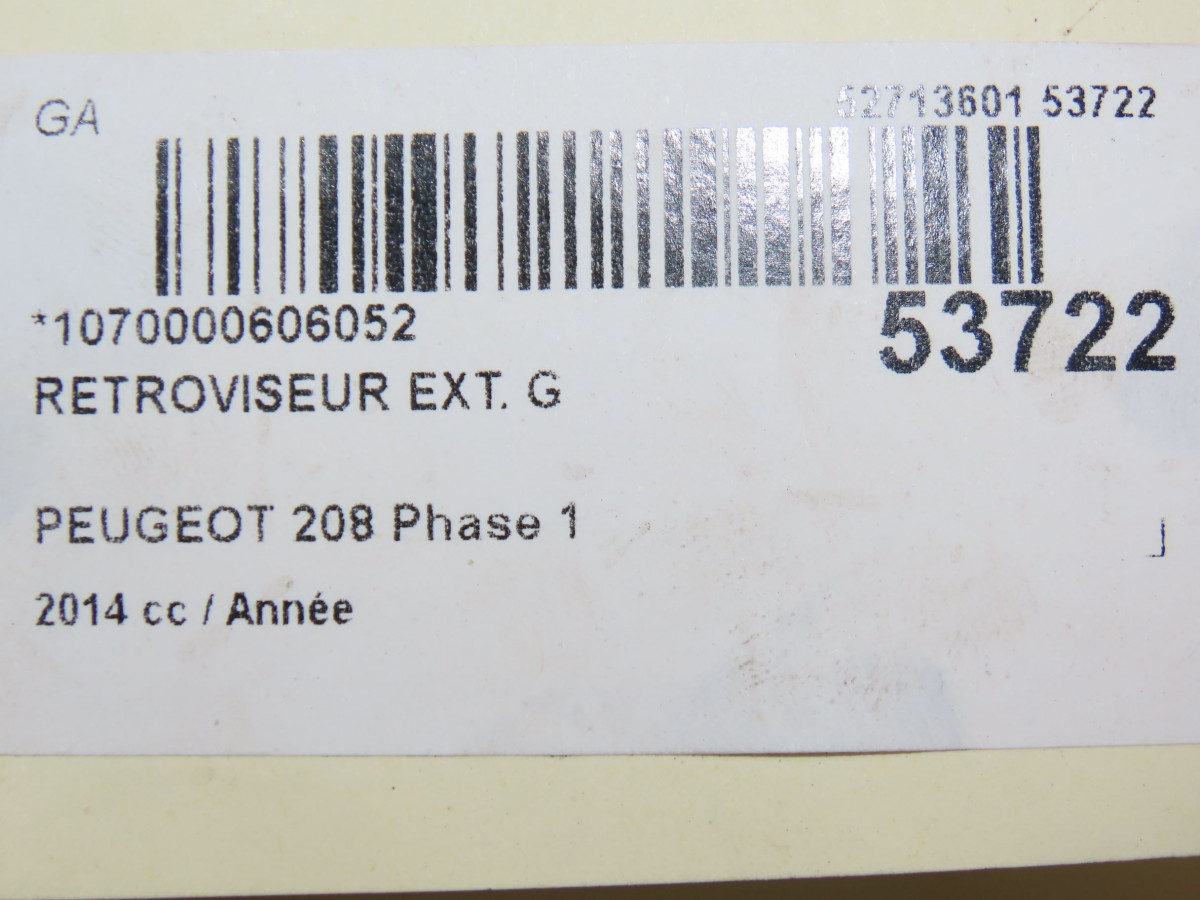 GA
52713601 53722
*1070000606052
53722
RETROVISEUR EXT. G
PEUGEOT 208 Phase 1
2014 cc / Année